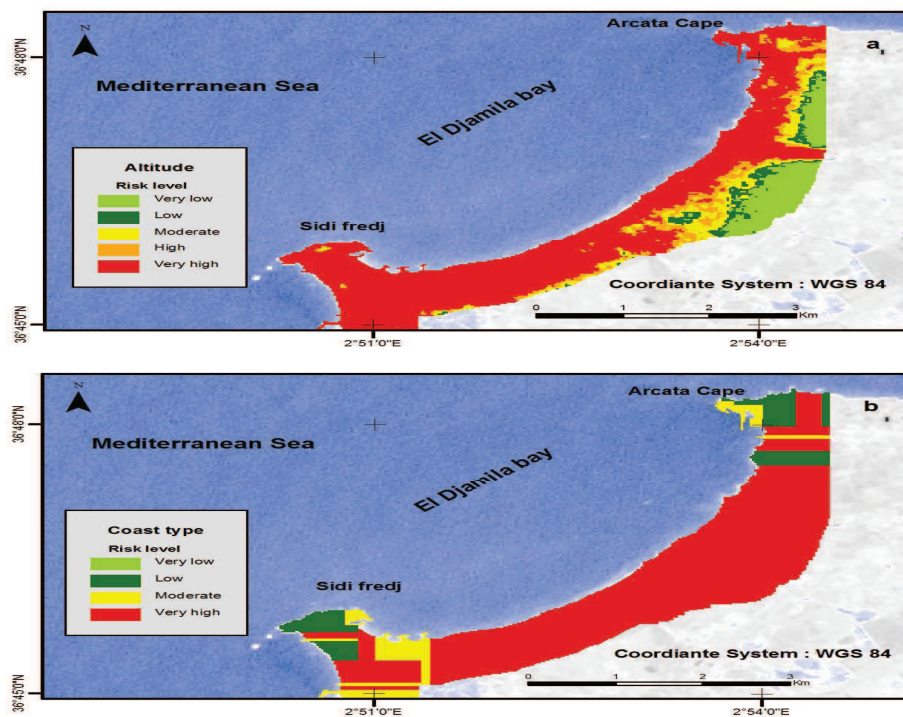 Arcata Cape
a
N
36°48'0"N
Mediterranean Sea
El Djamila bay
Altitude
Risk level
Very low
Low
Moderate
High
Very high
Sidi fredj
Coordiante System : WGS 84
0 1 2 3
Km
36°45'0"N
2°51'0"E 2°54'0"E
Arcata Cape
b
N
36°48'0"N
Mediterranean Sea
El Djamila bay
Coast type
Risk level
Very low
Low
Moderate
Very high
Sidi fredj
Coordiante System : WGS 84
0 1 2 3
Km
36°45'0"N
2°51'0"E 2°54'0"E